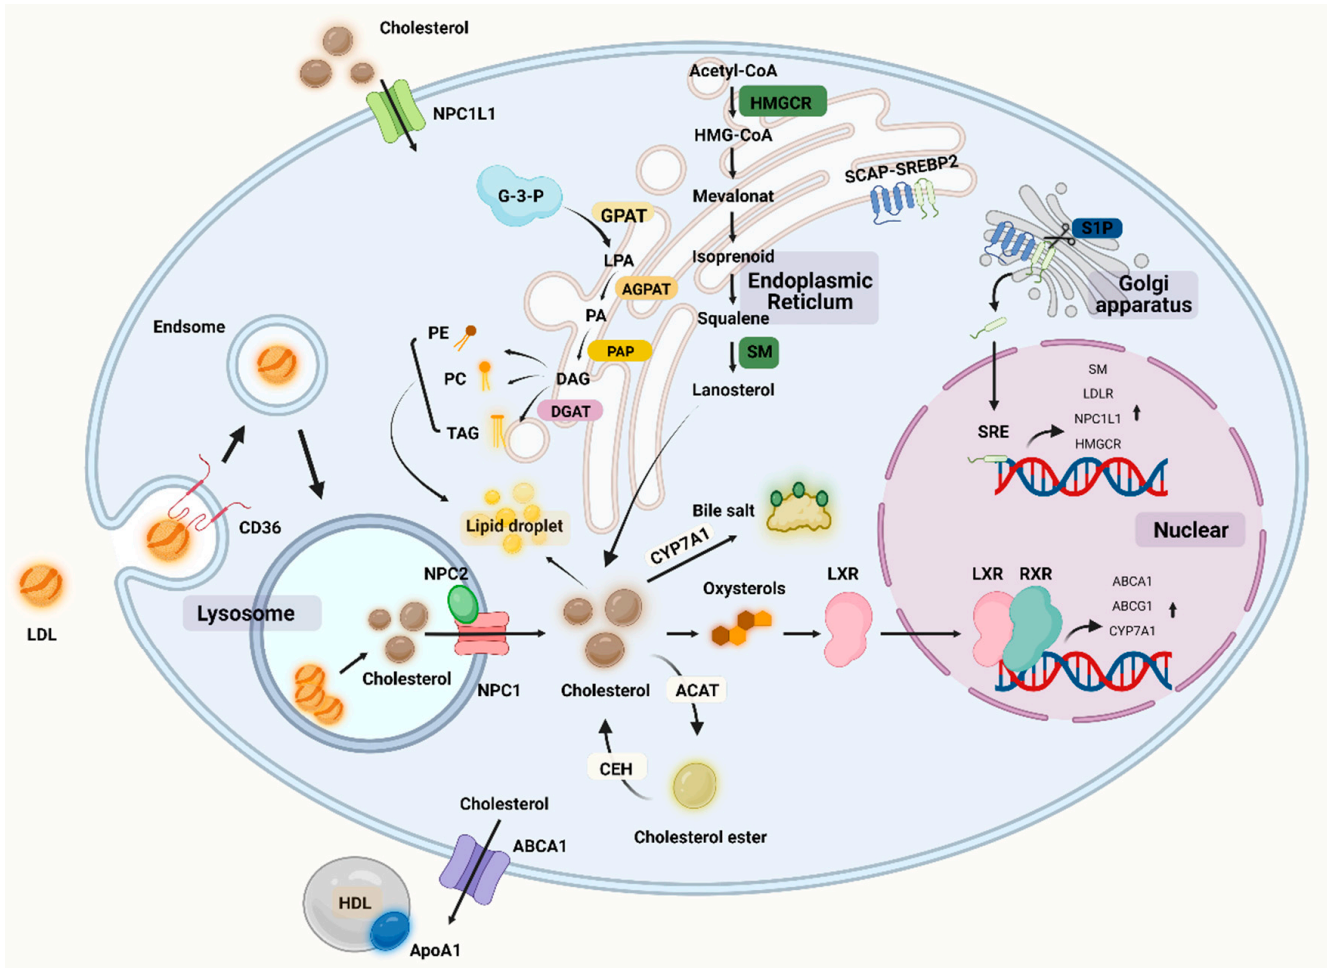 Cholesterol
NPC1L1
Acetyl-CoA
HMGCR
HMG-CoA
Mevalonat
Isoprenoid
Endoplasmic
Reticlum
Squalene
SM
Lanosterol
SCAP-SREBP2
S1P
Golgi
apparatus
G-3-P
GPAT
LPA
AGPAT
PA
PAP
DAG
DGAT
PE
PC
TAG
Lipid droplet
Endsome
CD36
LDL
Lysosome
NPC2
Cholesterol
NPC1
Cholesterol
CYP7A1
Bile salt
Oxysterols
LXR
ACAT
CEH
Cholesterol ester
SRE
SM
LDLR
NPC1L1
HMGCR
Nuclear
LXR
RXR
ABCA1
ABCG1
CYP7A1
Cholesterol
ABCA1
HDL
ApoA1